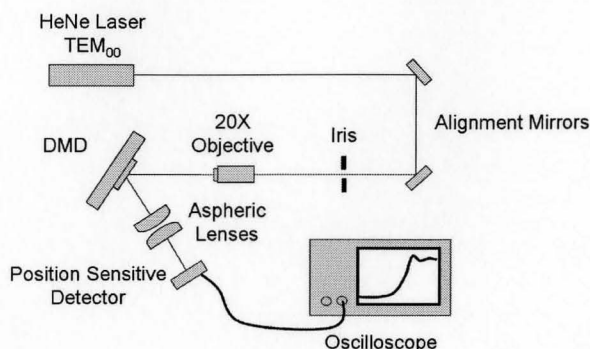 HeNe Laser
TEM00
DMD
20X
Objective
Iris
Alignment Mirrors
Aspheric
Lenses
Position Sensitive
Detector
Oscilloscope